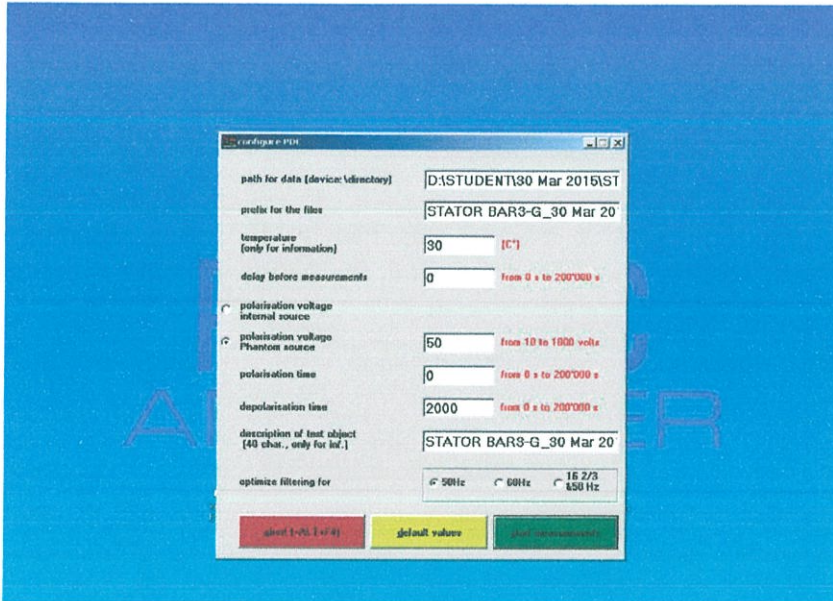 configure PDC
path for data (device:\directory)
D:\STUDENT\30 Mar 2015\ST
prefix for the files
STATOR BAR3-G_30 Mar 20
temperature
(only for information)
30
[C°]
delay before measurements
0
from 0 s to 200'000 s
polarisation voltage
internal source
polarisation voltage
Phantom source
50
from 10 to 1000 volts
polarisation time
0
from 0 s to 200'000 s
depolarisation time
2000
from 0 s to 200'000 s
description of test object
(40 char., only for inf.)
STATOR BAR3-G_30 Mar 20
optimize filtering for
50Hz
60Hz
16 2/3
&50 Hz
default values
start measurements